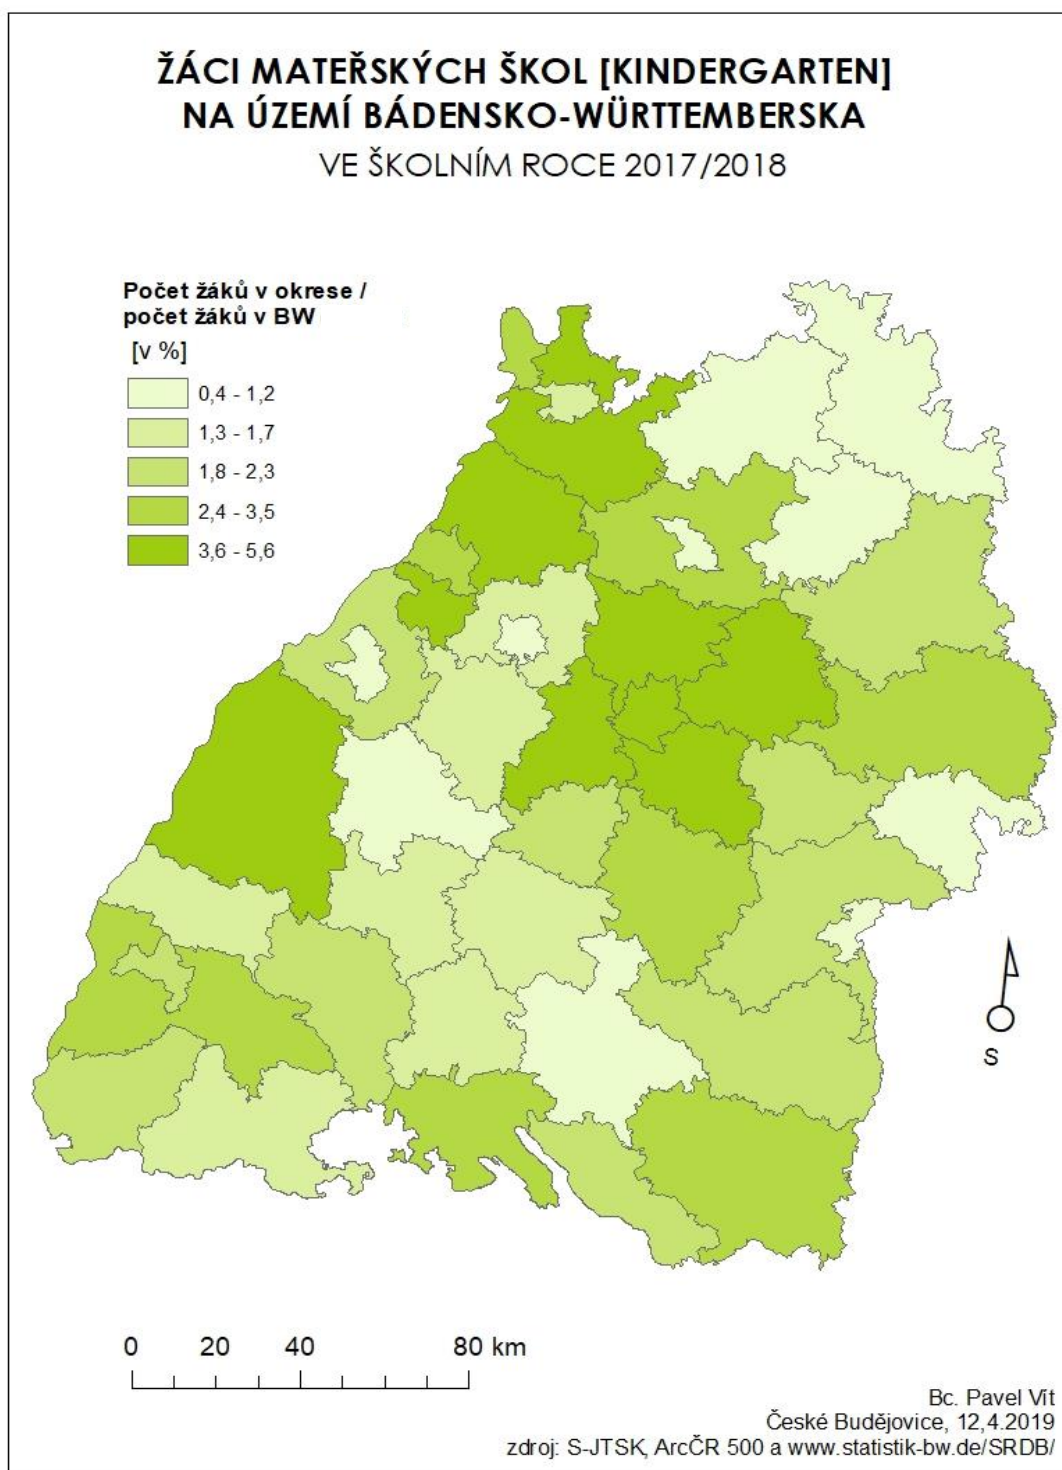 ŽÁCI MATEŘSKÝCH ŠKOL [KINDERGARTEN]
NA ÚZEMÍ BÁDENSKO-WÜRTTEMBERSKA
VE ŠKOLNÍM ROCE 2017/2018
Počet žáků v okrese /
počet žáků v BW
[v %]
0,4 - 1,2
1,3 - 1,7
1,8 - 2,3
2,4 - 3,5
3,6 - 5,6
S
0 20 40 80 km
Bc. Pavel Vít
České Budějovice, 12,4.2019
zdroj: S-JTSK, ArcČR 500 a www.statistik-bw.de/SRDB/